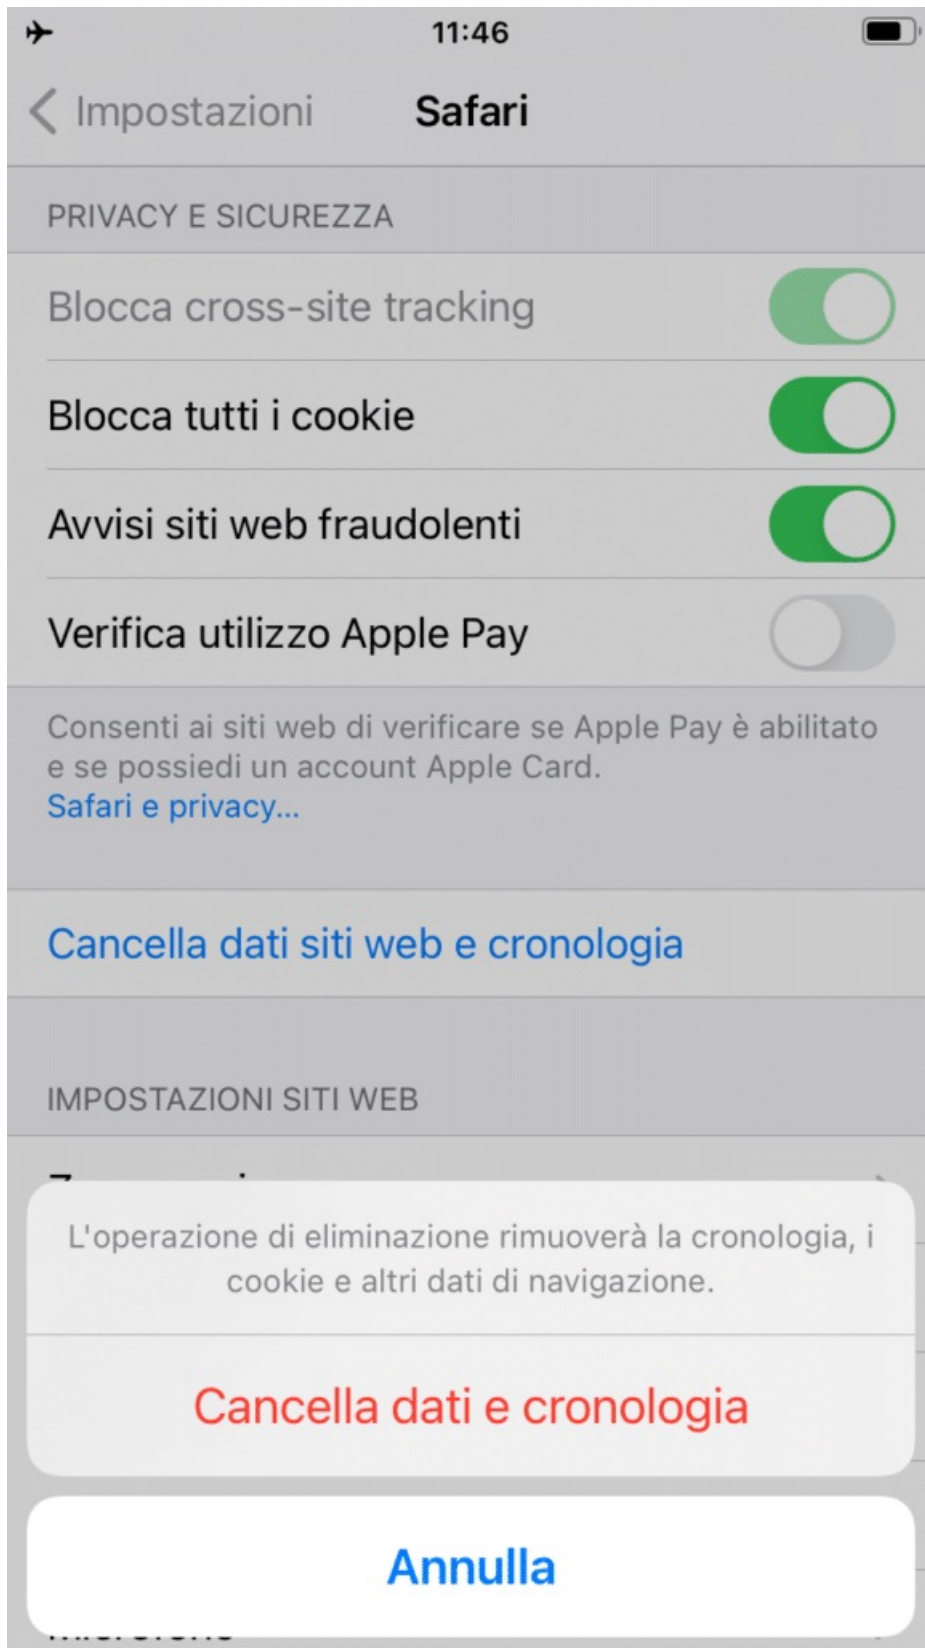 11:46
Impostazioni Safari
PRIVACY E SICUREZZA
Blocca cross-site tracking
Blocca tutti i cookie
Avvisi siti web fraudolenti
Verifica utilizzo Apple Pay
Consenti ai siti web di verificare se Apple Pay è abilitato
e se possiedi un account Apple Card.
Safari e privacy...
Cancella dati siti web e cronologia
IMPOSTAZIONI SITI WEB
L'operazione di eliminazione rimuoverà la cronologia, i
cookie e altri dati di navigazione.
Cancella dati e cronologia
Annulla